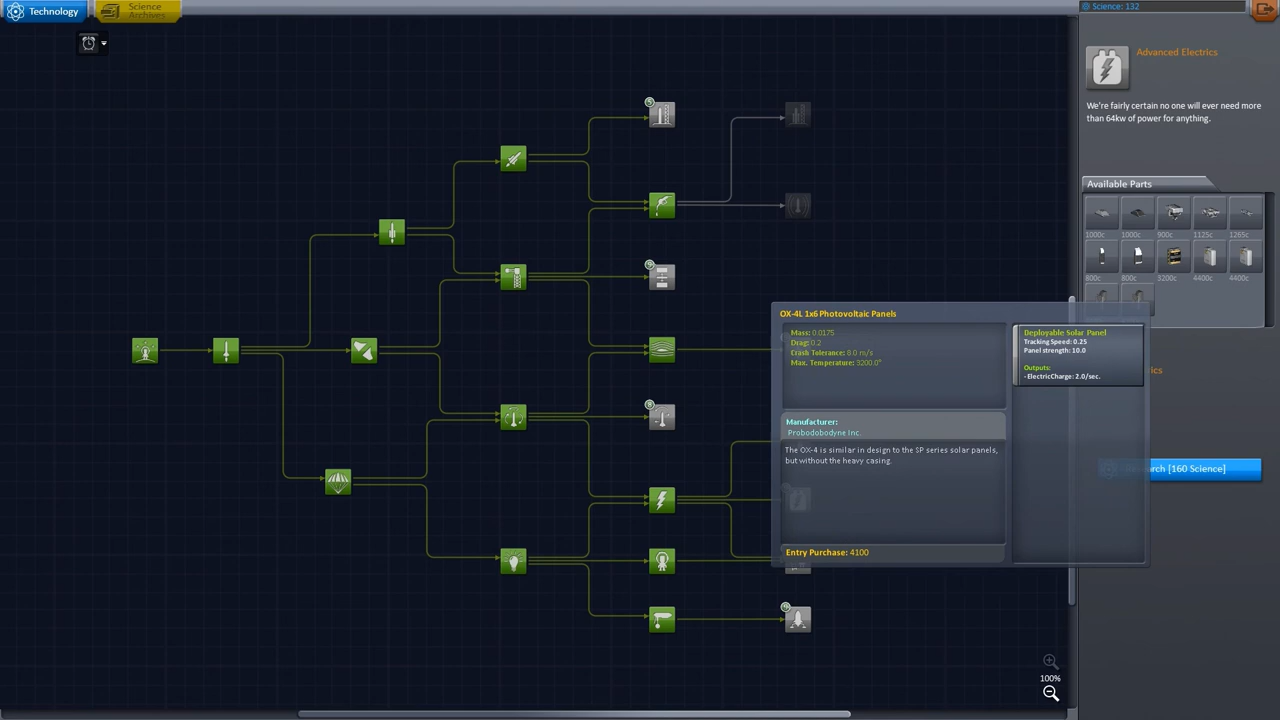 Technology
Science
Archives
Science: 132
Advanced Electrics
We're fairly certain no one will ever need more
than 64kw of power for anything.
Available Parts
1000c 1000c 900c 1125c 1265c
800c 800c 3200c 4400c 4400c
OX-4L 1x6 Photovoltaic Panels
Mass: 0.0175
Drag: 0.2
Crash Tolerance: 8.0 m/s
Max. Temperature: 3200.0°
Deployable Solar Panel
Tracking Speed: 0.25
Panel strength: 10.0
Outputs:
- ElectricCharge: 2.0/sec.
Manufacturer:
Probodobodyne Inc.
The OX-4 is similar in design to the SP series solar panels,
but without the heavy casing.
[160 Science]
Entry Purchase: 4100
100%